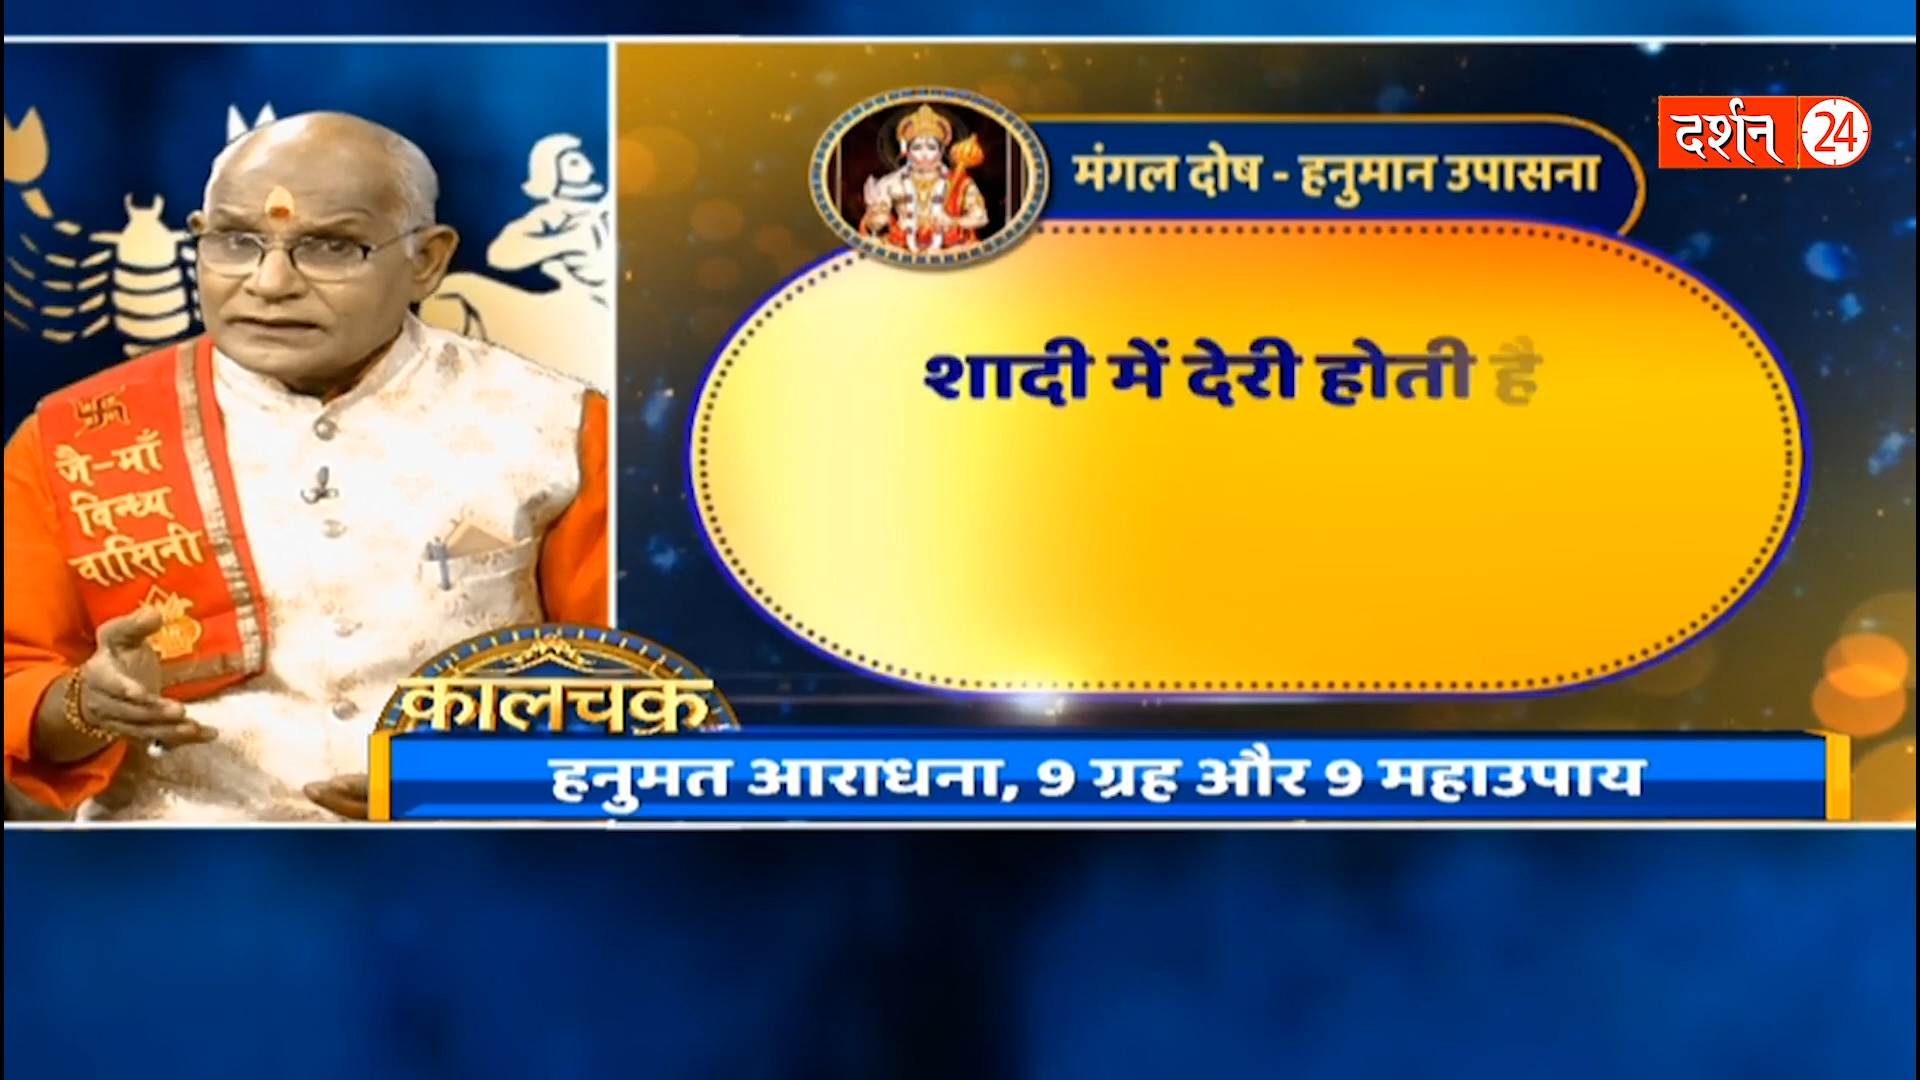 दर्शन 24
मंगल दोष - हनुमान उपासना
शादी में देरी होती है
जै-माँ
विन्ध्य
वासिनी
कालचक्र
हनुमत आराधना, 9 ग्रह और 9 महाउपाय